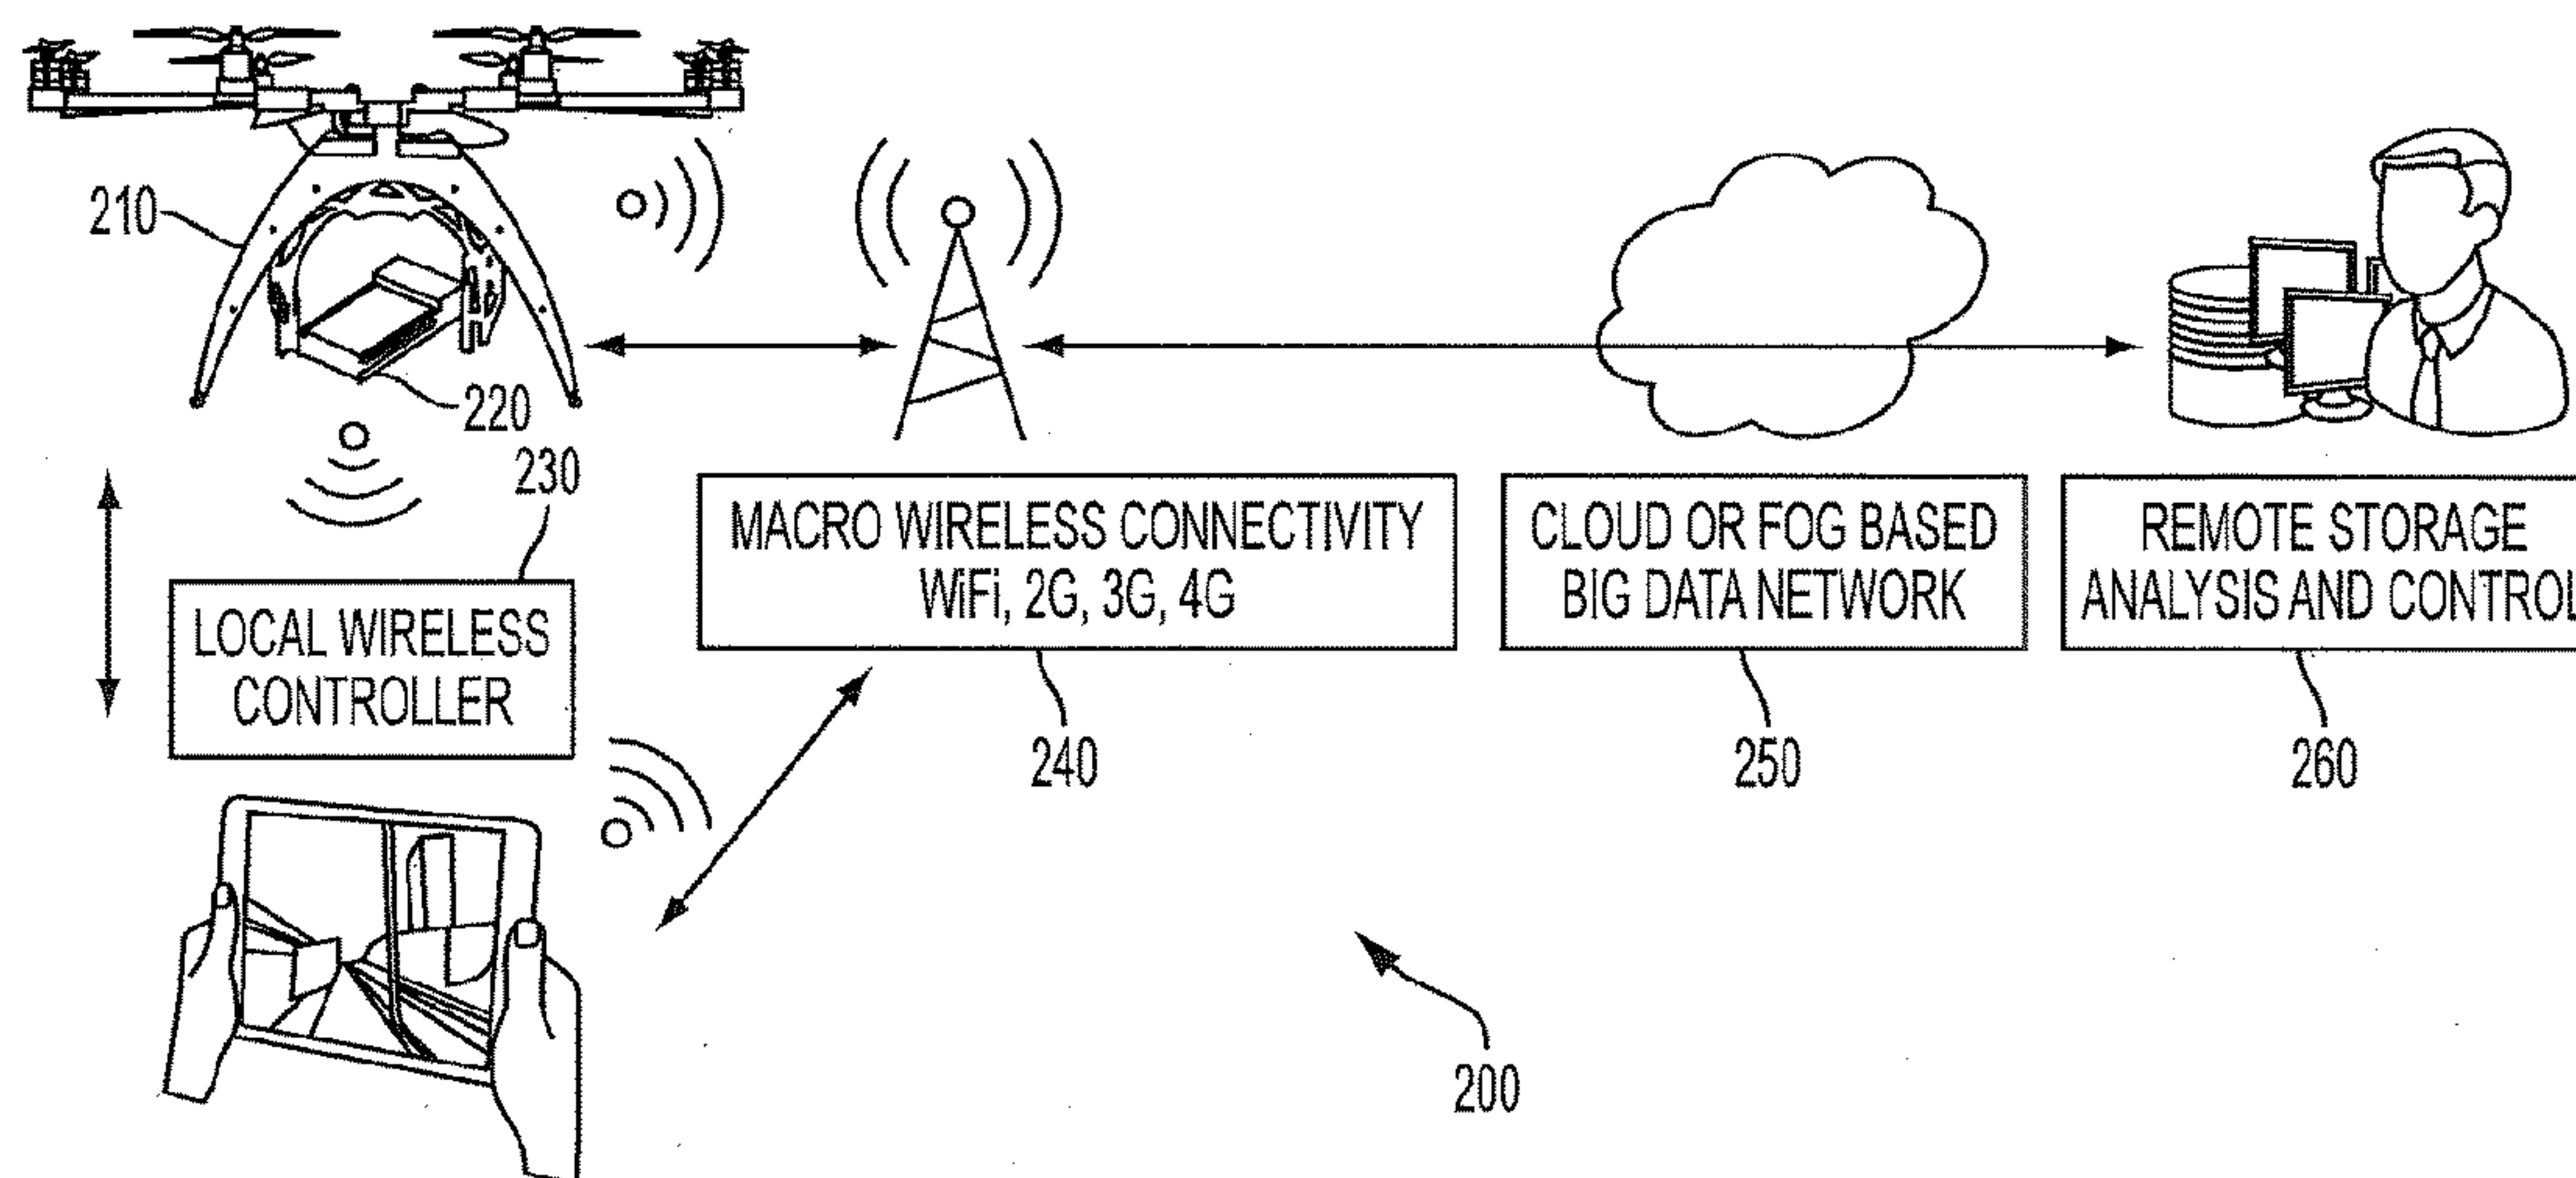 210
220
230
LOCAL WIRELESS
CONTROLLER
MACRO WIRELESS CONNECTIVITY
WiFi, 2G, 3G, 4G
240
CLOUD OR FOG BASED
BIG DATA NETWORK
250
REMOTE STORAGE
ANALYSIS AND CONTROL
260
200